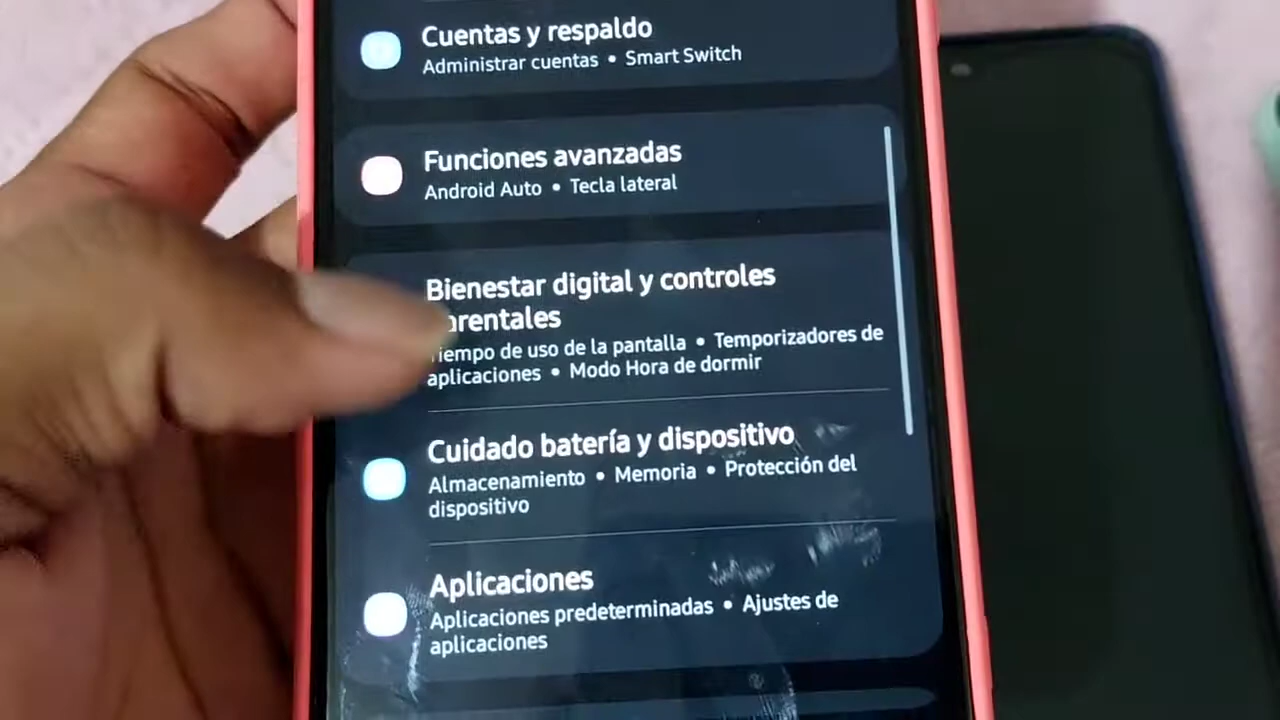 Cuentas y respaldo
Administrar cuentas • Smart Switch
Funciones avanzadas
Android Auto • Tecla lateral
Bienestar digital y controles
arentales
iempo de uso de la pantalla • Temporizadores de
aplicaciones • Modo Hora de dormir
Cuidado batería y dispositivo
Almacenamiento • Memoria • Protección del
dispositivo
Aplicaciones
Aplicaciones predeterminadas • Ajustes de
aplicaciones